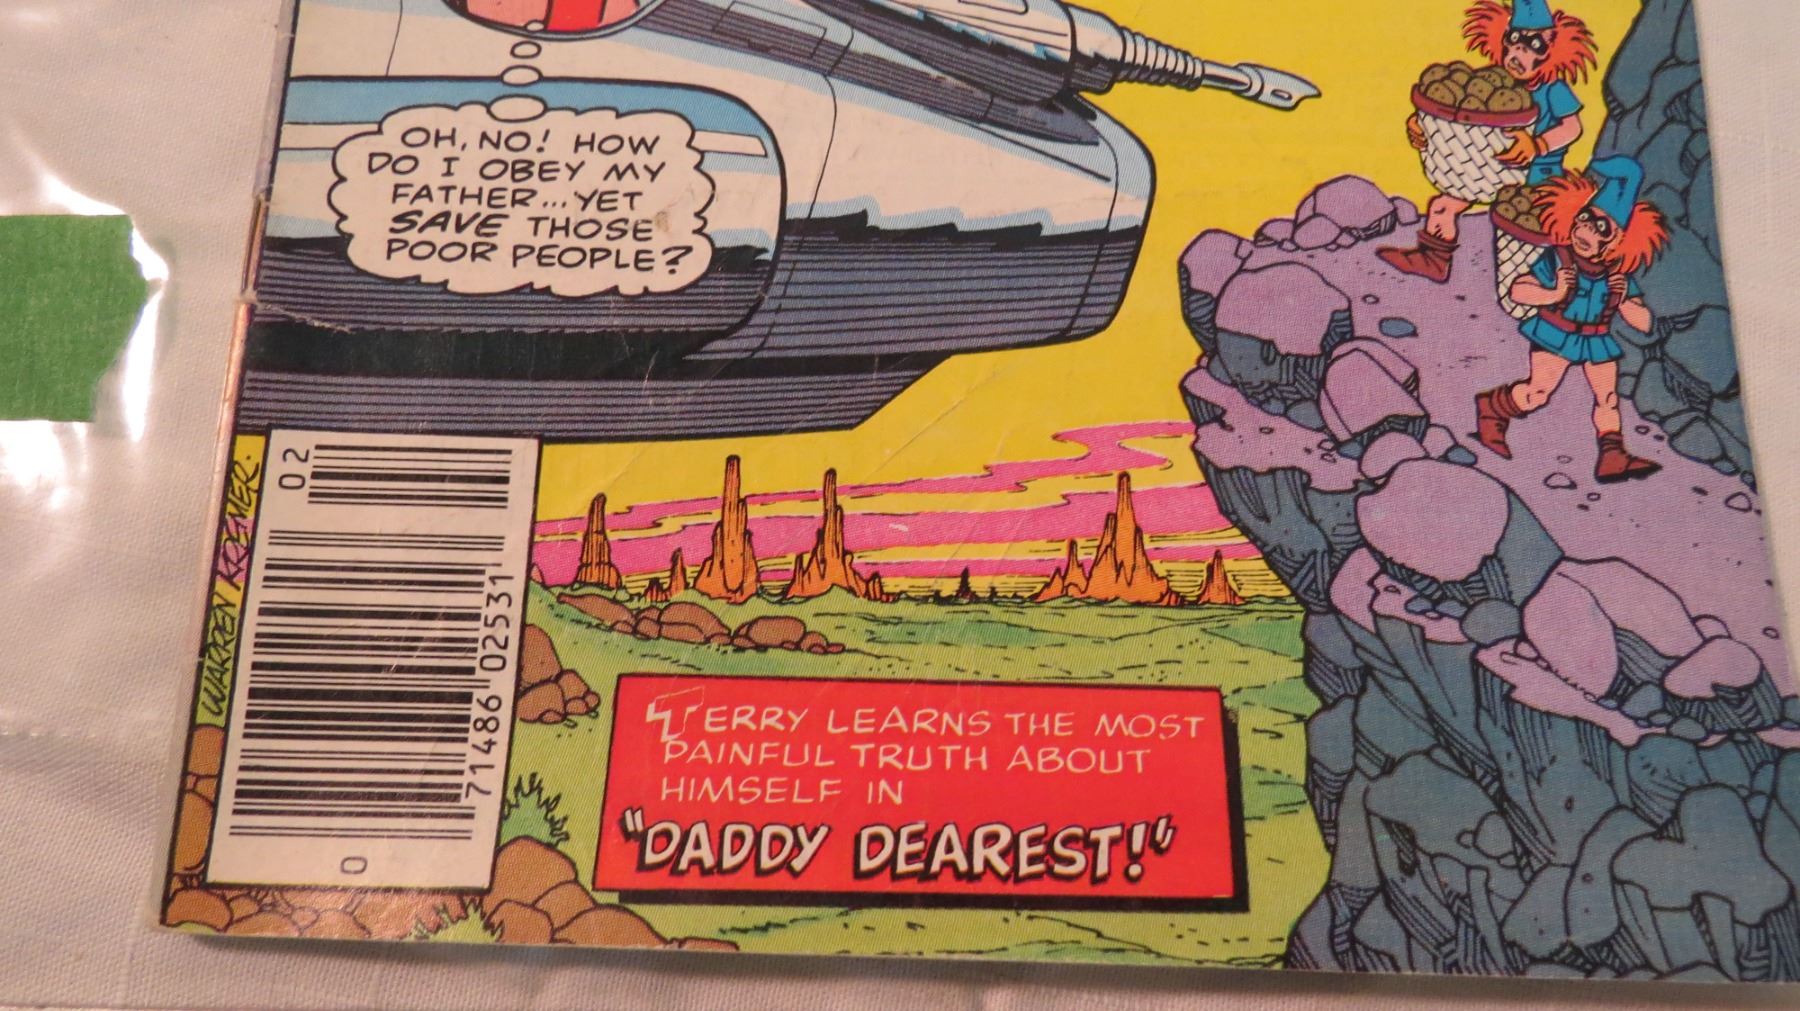 OH, NO! HOW
DO I OBEY MY
FATHER...YET
SAVE THOSE
POOR PEOPLE?
02
71486 02531
0
WARREN KREMER.
TERRY LEARNS THE MOST
PAINFUL TRUTH ABOUT
HIMSELF IN
"DADDY DEAREST!"